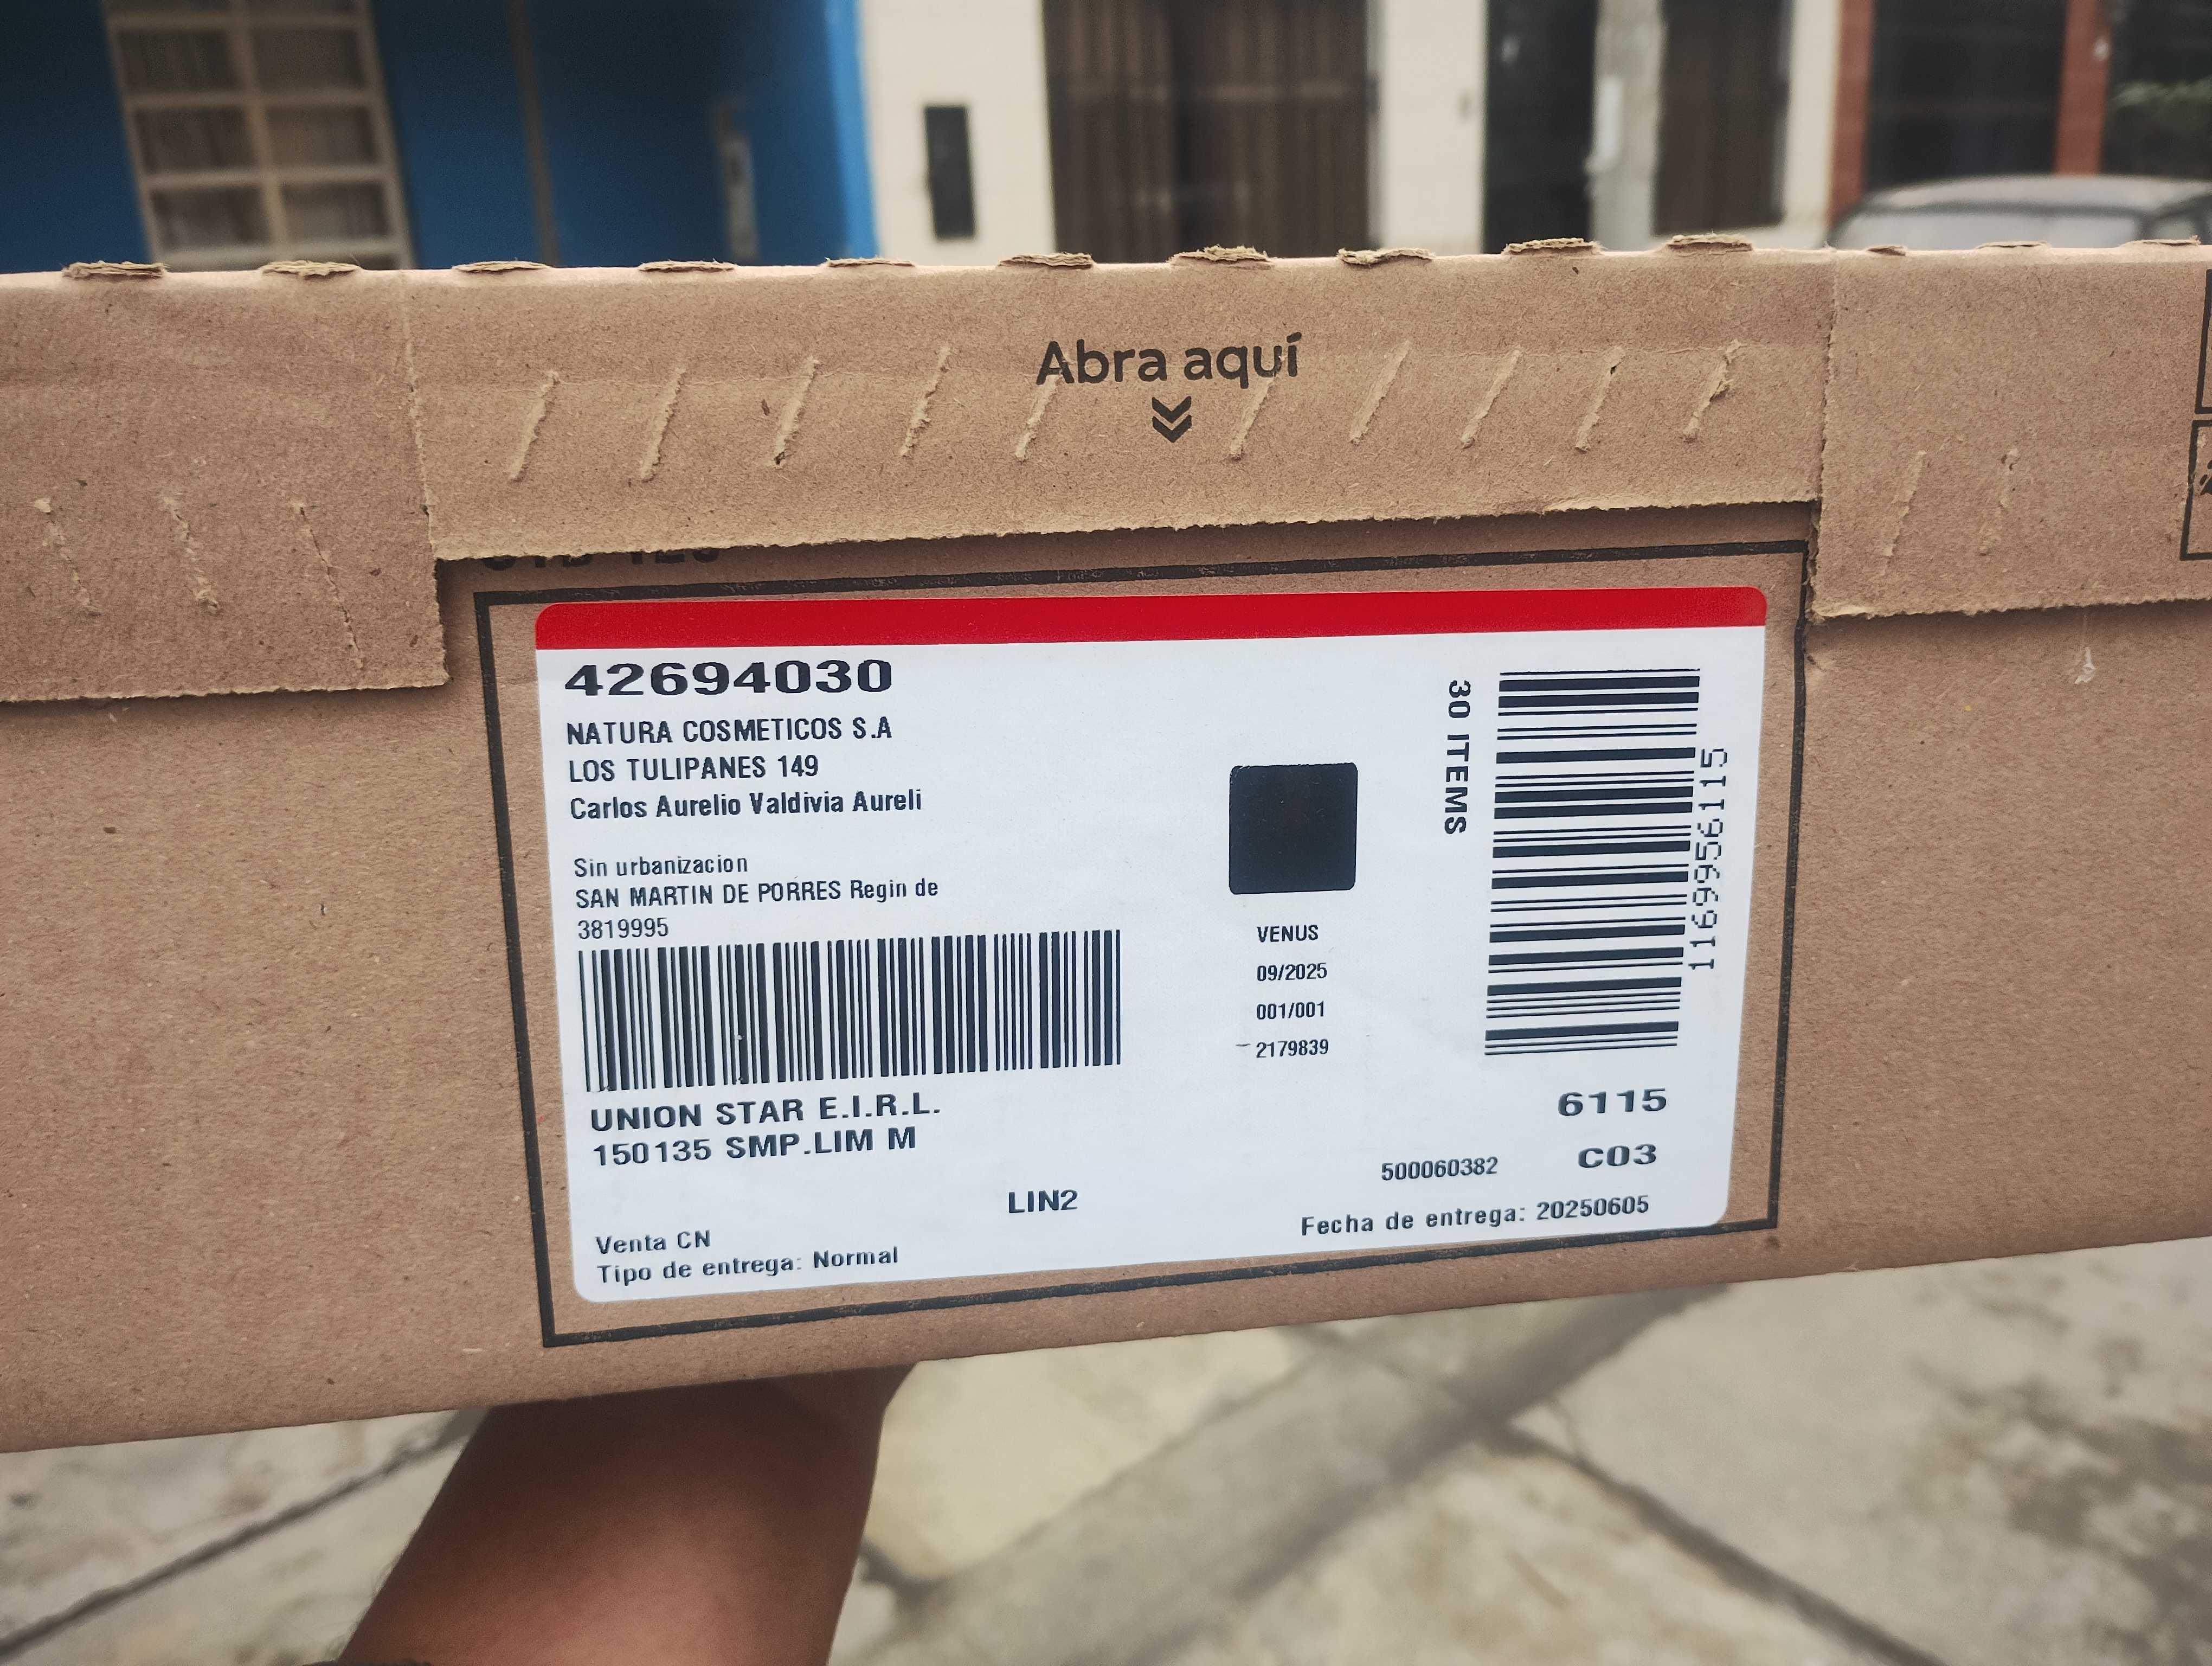 Abra aquí
42694030
NATURA COSMETICOS S.A
LOS TULIPANES 149
Carlos Aurelio Valdivia Aureli
Sin urbanizacion
SAN MARTIN DE PORRES Regin de
3819995
UNION STAR E.I.R.L.
150135 SMP.LIM M
LIN2
Venta CN
Tipo de entrega: Normal
VENUS
09/2025
001/001
2179839
30 ITEMS
1169956115
6115
500060382 C03
Fecha de entrega: 20250605